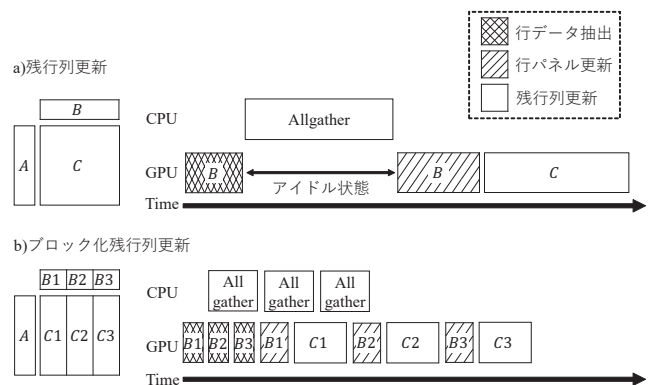 行データ抽出
行パネル更新
残行列更新
a)残行列更新
B
A
C
CPU
Allgather
GPU
B
アイドル状態
B
C
Time
b)ブロック化残行列更新
B1 B2 B3
A
C1 C2 C3
CPU
All gather
All gather
All gather
GPU
B1 B2 B3 B1 C1 B2 C2 B3 C3
Time